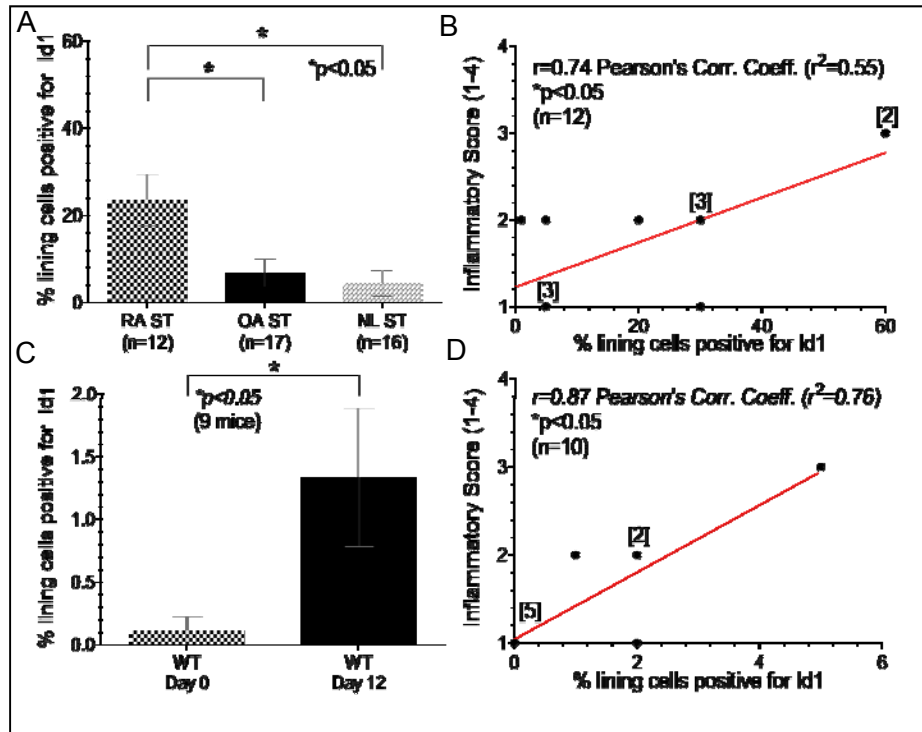 A
% lining cells positive for Id1
60
40
20
0
*
*
*p<0.05
RA ST
(n=12)
OA ST
(n=17)
NL ST
(n=16)
B
Inflammatory Score (1-4)
4
3
2
1
r=0.74 Pearson's Corr. Coeff. (r²=0.55)
*p<0.05
(n=12)
[2]
[3]
[3]
0
20
40
60
% lining cells positive for Id1
C
% lining cells positive for Id1
2.0
1.5
1.0
0.5
0.0
*
*p<0.05
(9 mice)
WT
Day 0
WT
Day 12
D
Inflammatory Score (1-4)
4
3
2
1
r=0.87 Pearson's Corr. Coeff. (r²=0.76)
*p<0.05
(n=10)
[2]
[5]
0
2
4
6
% lining cells positive for Id1